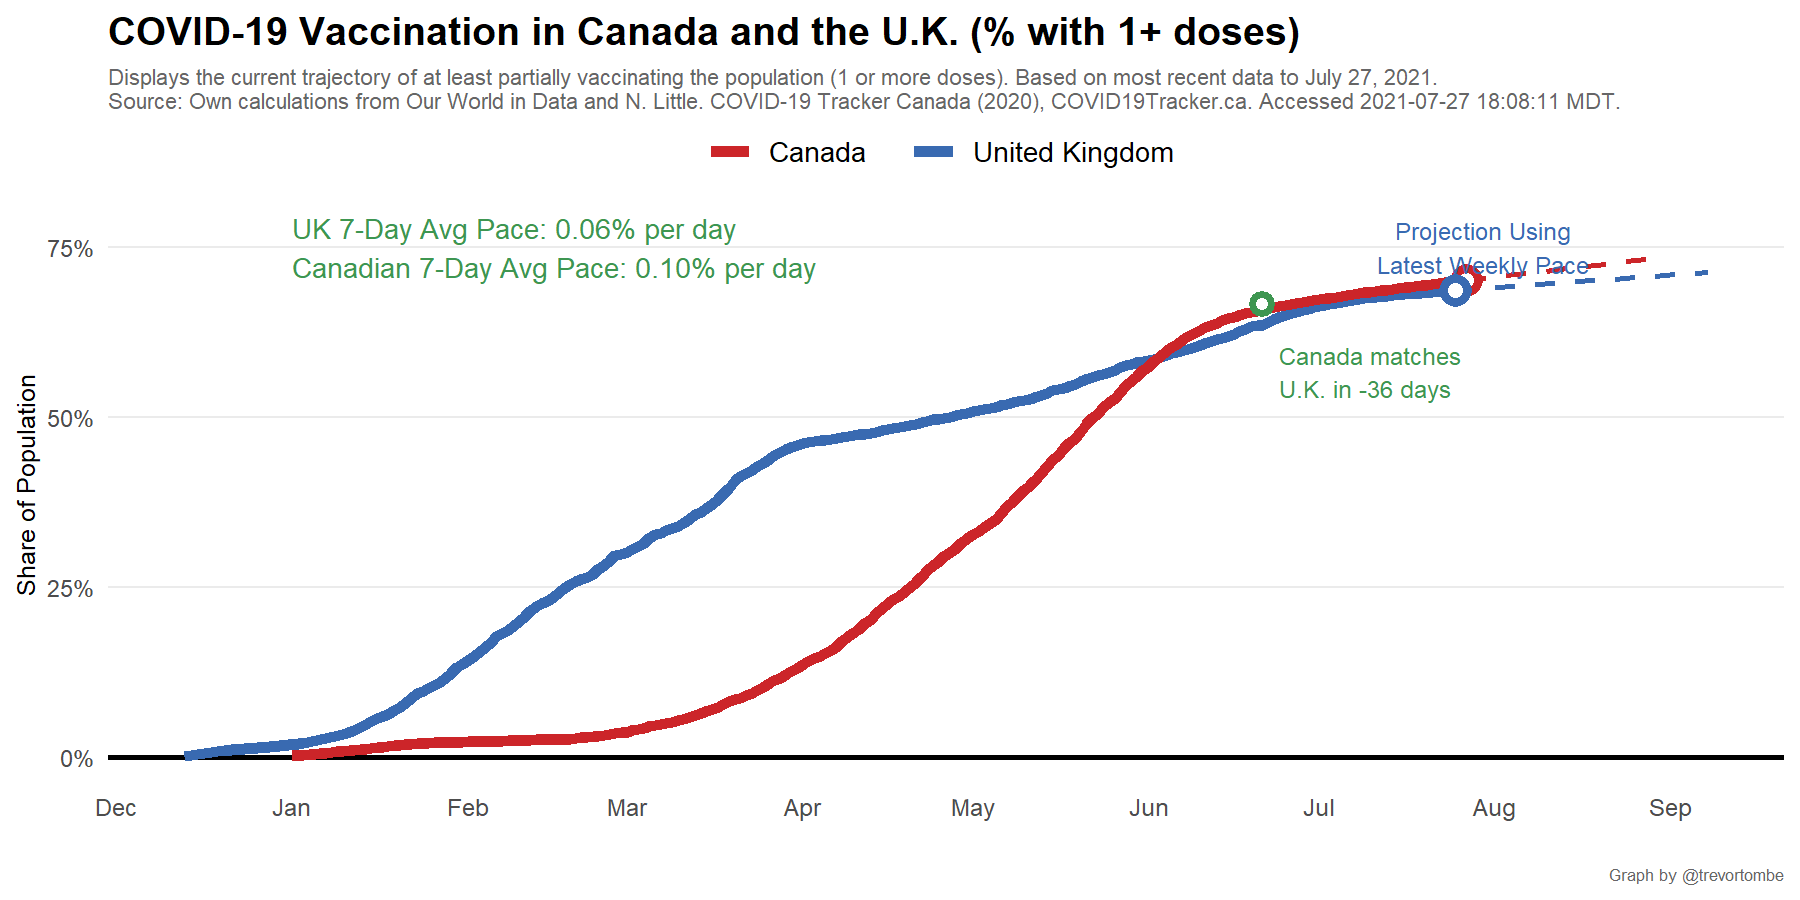 COVID-19 Vaccination in Canada and the U.K. (% with 1+ doses)
Displays the current trajectory of at least partially vaccinating the population (1 or more doses). Based on most recent data to July 27, 2021.
Source: Own calculations from Our World in Data and N. Little. COVID-19 Tracker Canada (2020), COVID19Tracker.ca. Accessed 2021-07-27 18:08:11 MDT.
Canada United Kingdom
UK 7-Day Avg Pace: 0.06% per day
Canadian 7-Day Avg Pace: 0.10% per day
Projection Using
Latest Weekly Pace
Canada matches
U.K. in -36 days
Share of Population
75%
50%
25%
0%
Dec Jan Feb Mar Apr May Jun Jul Aug Sep
Graph by @trevortombe